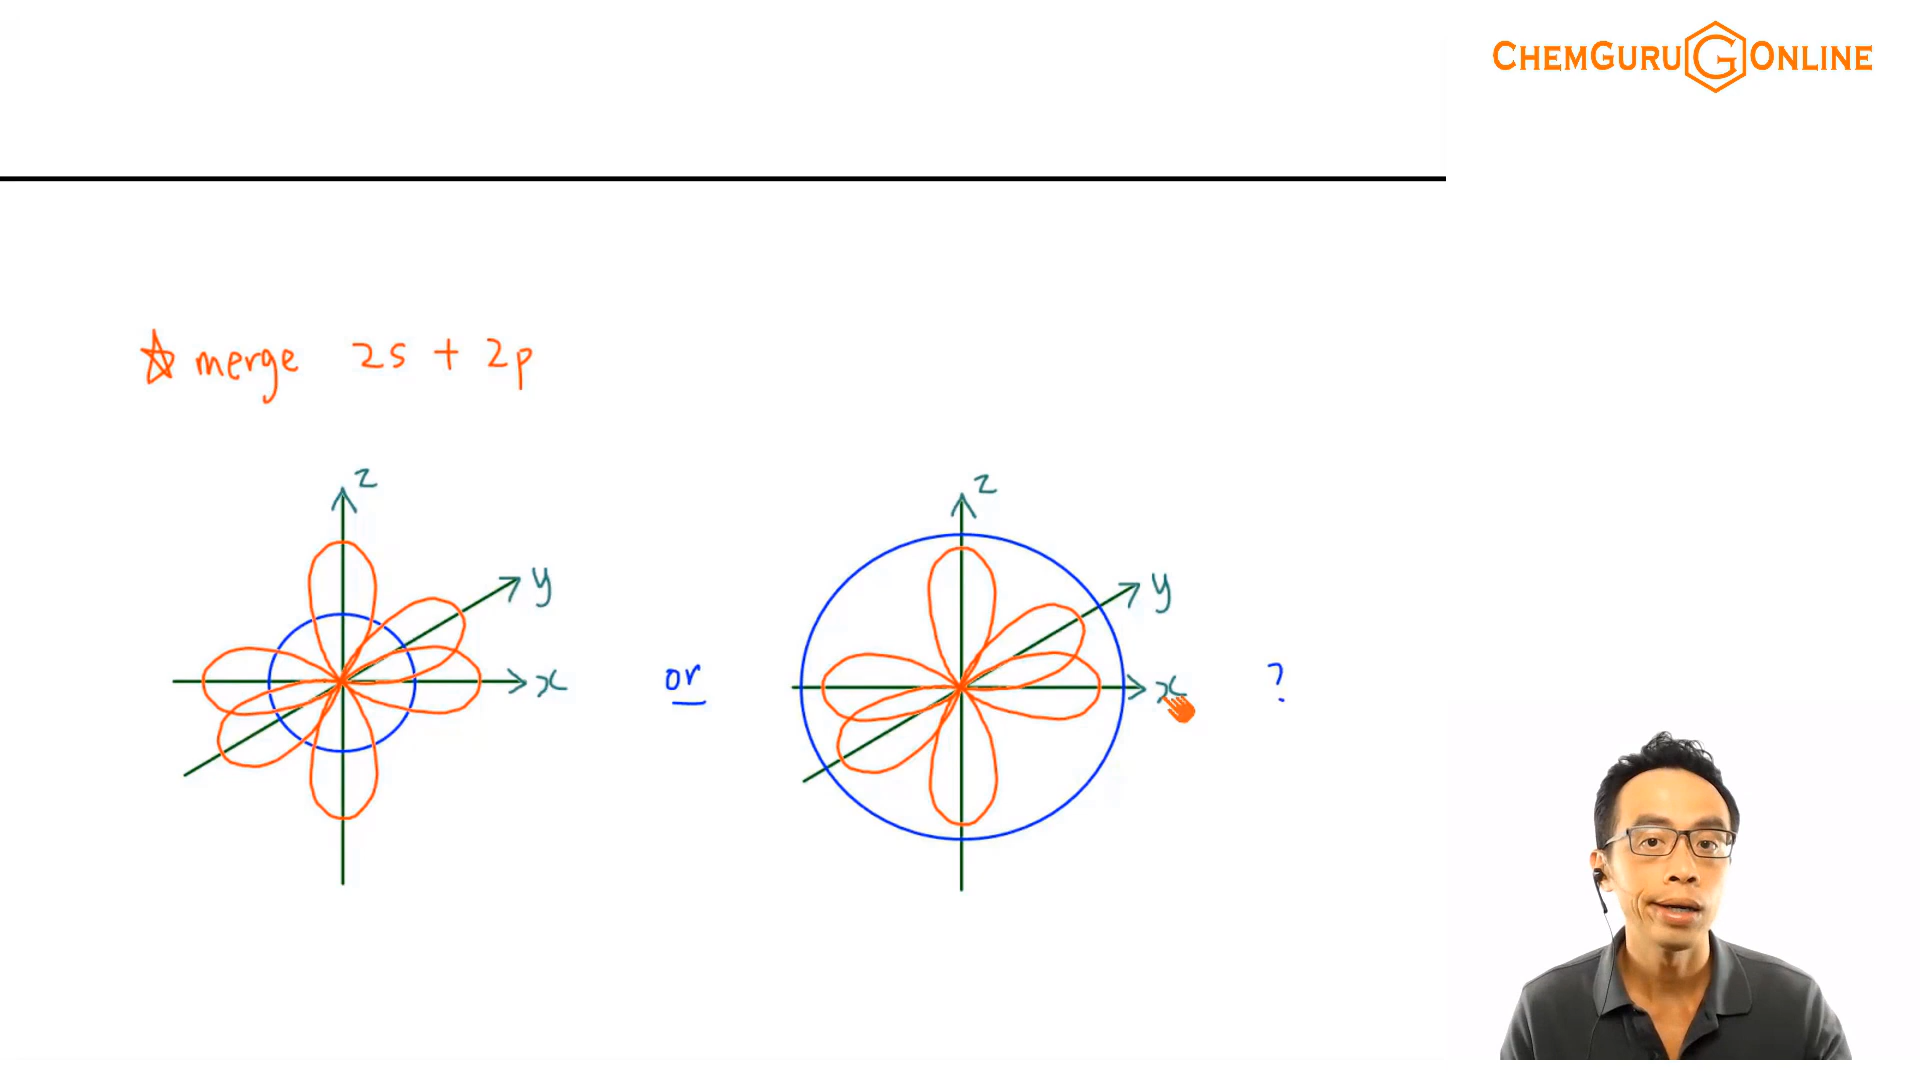 CHEMGURU G ONLINE
☆ merge 2s + 2p
z
y
x
or
z
y
x
?